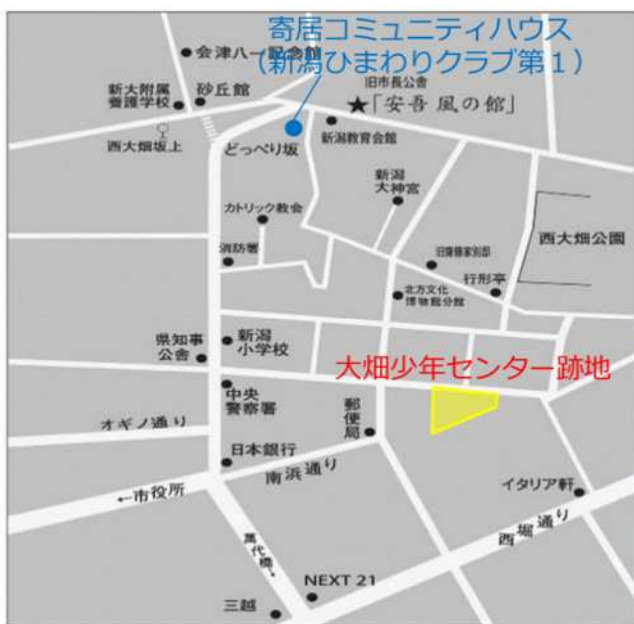 寄居コミュニティハウス
（新潟ひまわりクラブ第１）
会津八一記念館
旧市長公舎
新大附属
養護学校
砂丘館
★「安吾 風の館」
新潟教育会館
西大畑坂上
どっぺり坂
新潟
大神宮
カトリック教会
西大畑公園
消防署
旧齋藤家別邸
行形亭
北方文化
博物館分館
新潟
小学校
県知事
公舎
大畑少年センター跡地
中央
警察署
郵便局
オギノ通り
日本銀行
南浜通り
イタリア軒
←市役所
西堀通り
萬代橋→
NEXT 21
三越